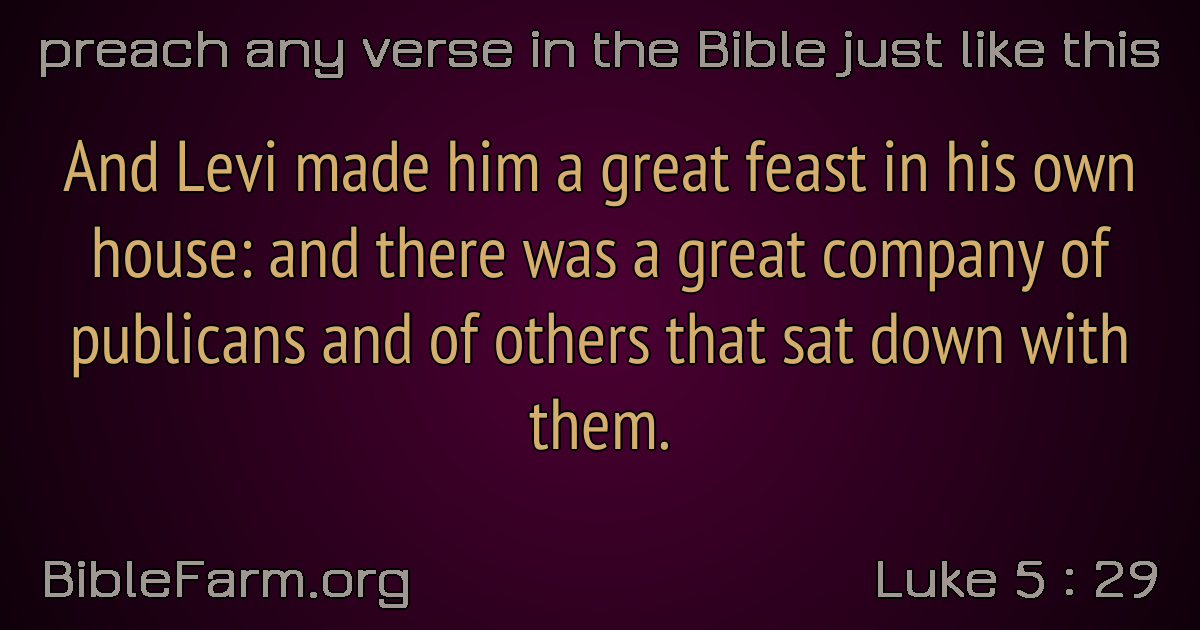 preach any verse in the Bible just like this
And Levi made him a great feast in his own
house: and there was a great company of
publicans and of others that sat down with
them.
BibleFarm.org
Luke 5 : 29